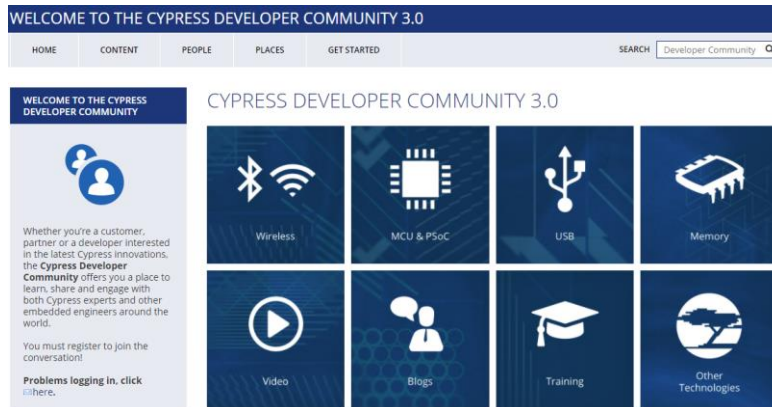 WELCOME TO THE CYPRESS DEVELOPER COMMUNITY 3.0
HOME CONTENT PEOPLE PLACES GET STARTED SEARCH Developer Community
WELCOME TO THE CYPRESS
DEVELOPER COMMUNITY
Whether you're a customer,
partner or a developer interested
in the latest Cypress innovations,
the Cypress Developer
Community offers you a place to
learn, share and engage with
both Cypress experts and other
embedded engineers around the
world.
You must register to join the
conversation!
Problems logging in, click
here.
CYPRESS DEVELOPER COMMUNITY 3.0
Wireless
MCU & PSoC
USB
Memory
Video
Blogs
Training
Other
Technologies